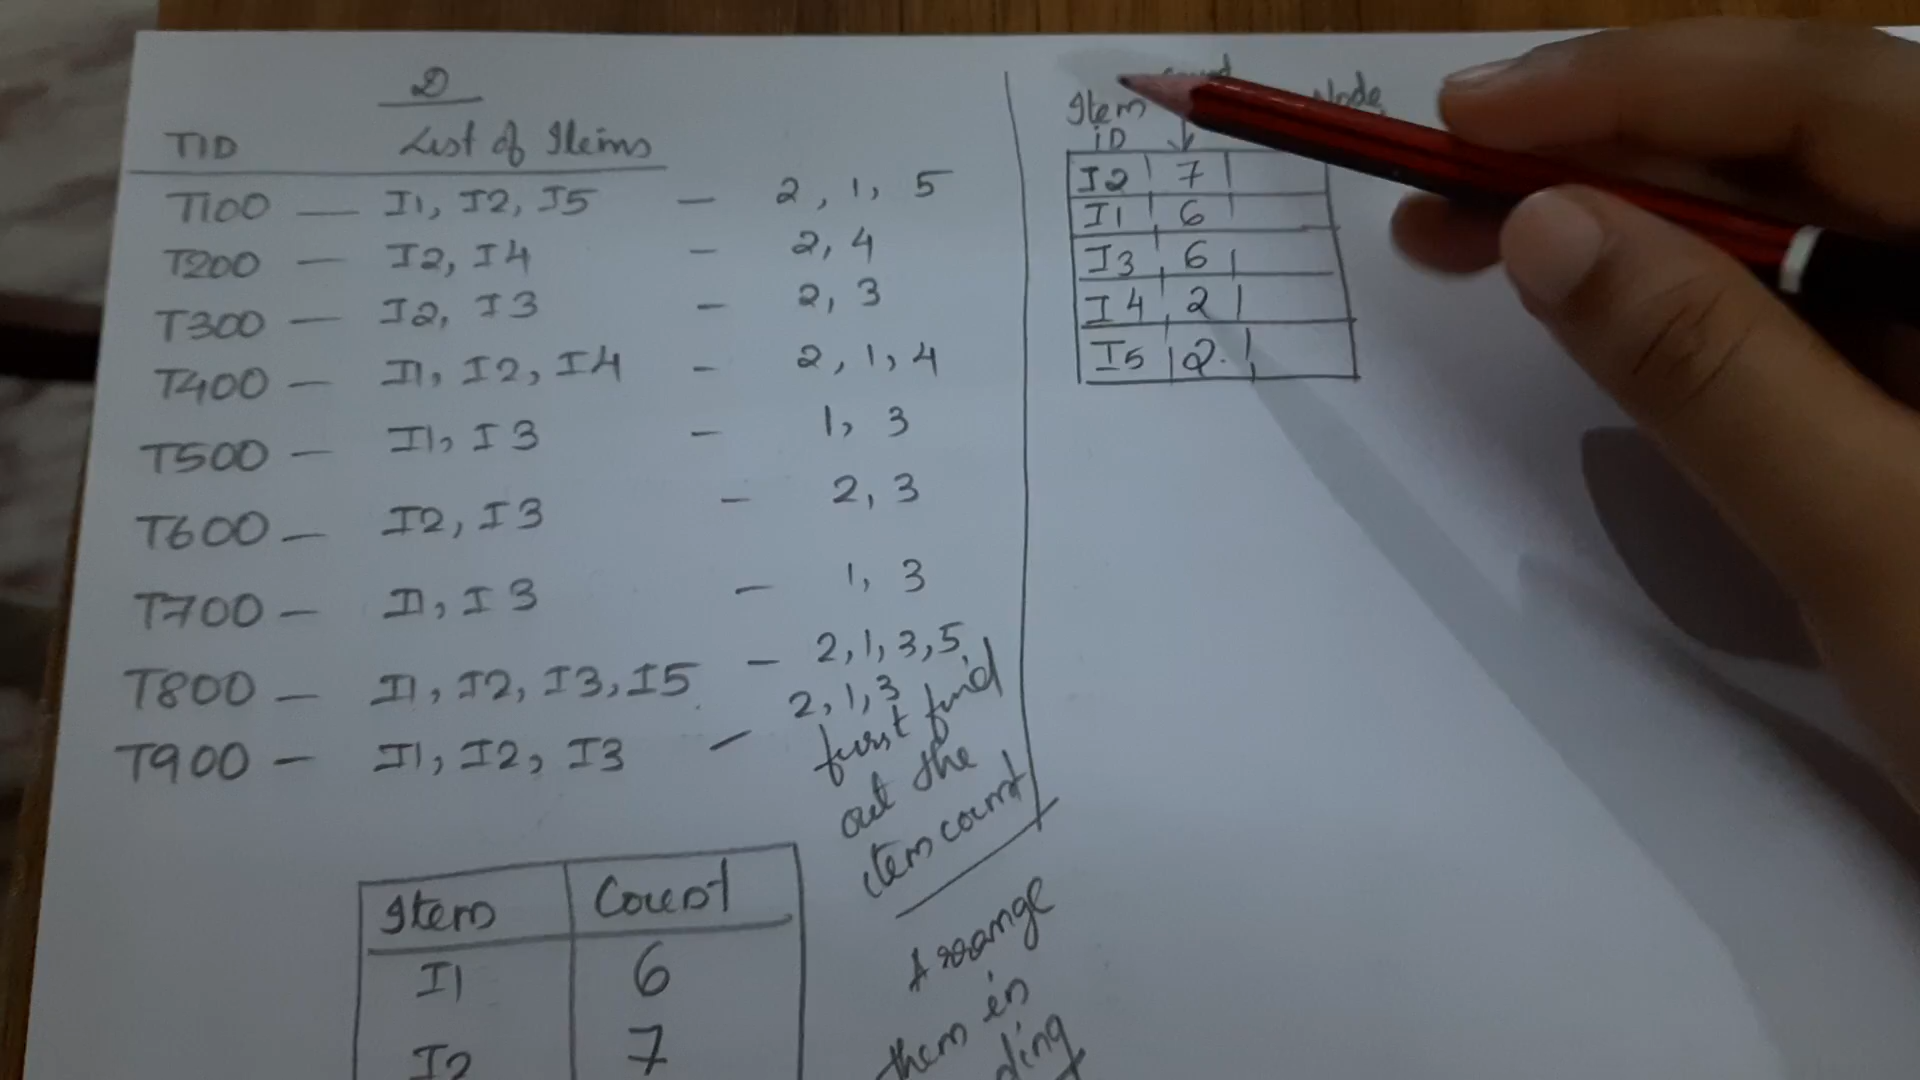 D
TID List of Items
T100 — I1, I2, I5 — 2, 1, 5
T200 — I2, I4 - 2, 4
T300 — I2, I3 - 2, 3
T400 — I1, I2, I4 - 2, 1, 4
T500 — I1, I3 - 1, 3
T600 — I2, I3 - 2, 3
T700 — I1, I3 - 1, 3
T800 — I1, I2, I3, I5 - 2, 1, 3, 5
T900 — I1, I2, I3 - 2, 1, 3
first find
out the
item count
Arrange
them in
Item Count
I1 6
I2 7
Item Node
ID
I2 7
I1 6
I3 6
I4 2
I5 2.